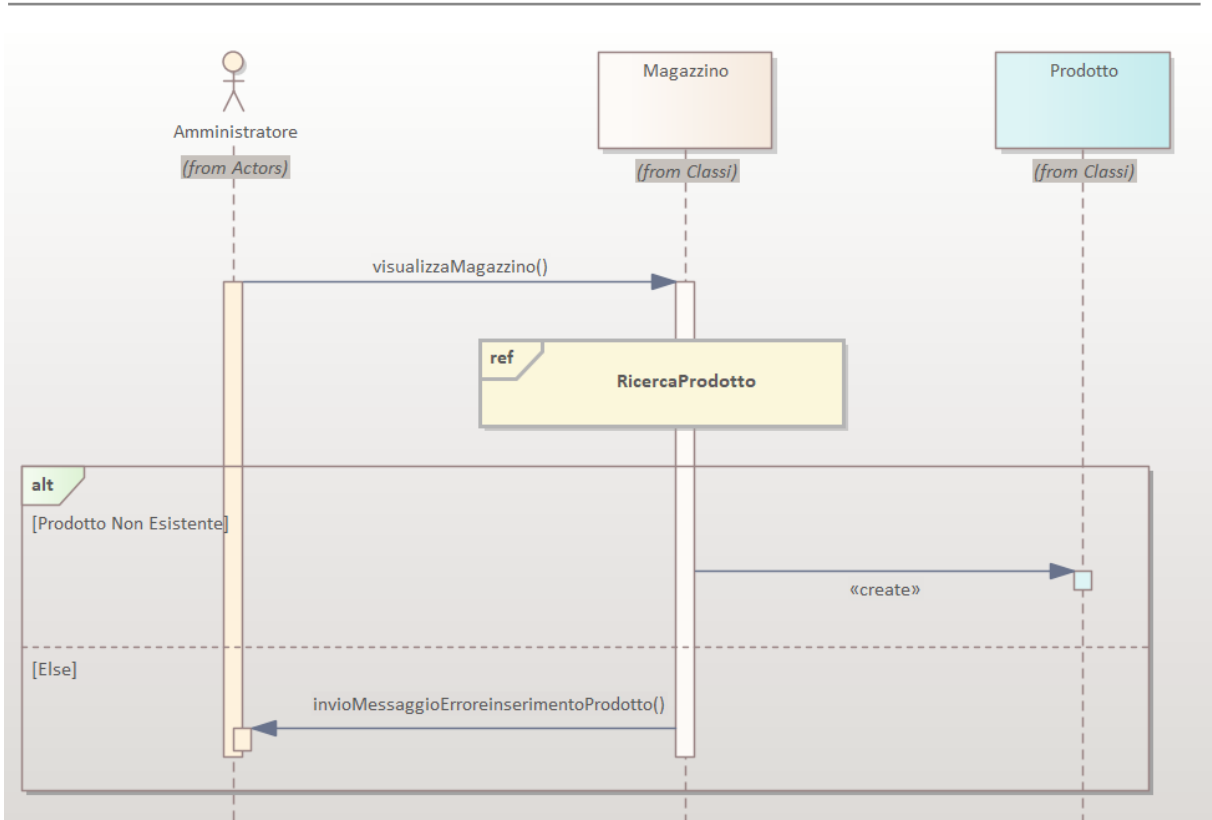 Magazzino
Prodotto
Amministratore
(from Actors)
(from Classi)
(from Classi)
visualizzaMagazzino()
ref
RicercaProdotto
alt
[Prodotto Non Esistente]
«create»
[Else]
invioMessaggioErroreinserimentoProdotto()